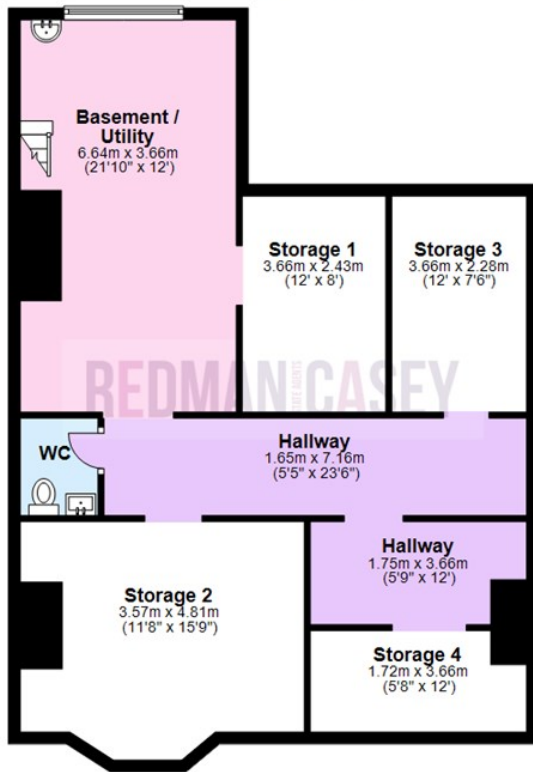 Basement /
Utility
6.64m x 3.66m
(21'10" x 12')
Storage 1
3.66m x 2.43m
(12' x 8')
Storage 3
3.66m x 2.28m
(12' x 7'6")
REDMAN CASEY
ESTATE AGENTS
WC
Hallway
1.65m x 7.16m
(5'5" x 23'6")
Hallway
1.75m x 3.66m
(5'9" x 12')
Storage 2
3.57m x 4.81m
(11'8" x 15'9")
Storage 4
1.72m x 3.66m
(5'8" x 12')